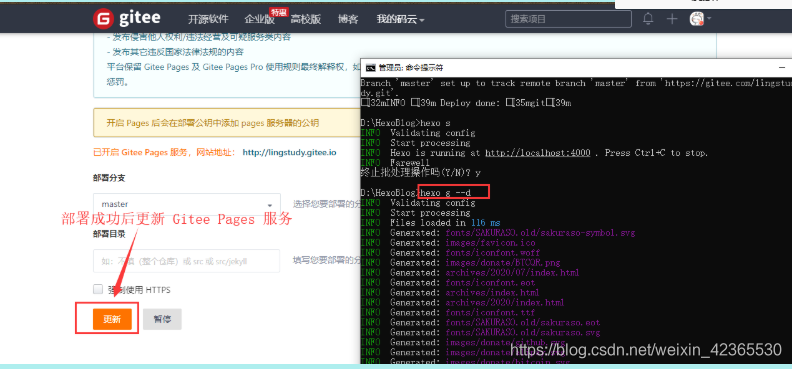 gitee 开源软件 企业版 特惠 高校版 博客 我的码云 搜索项目
- 发布侵害他人权利/违法经营及可疑服务类内容
- 发布其它违反国家法律法规的内容
平台保留 Gitee Pages 及 Gitee Pages Pro 使用规则最终解释权，如
惩罚。
开启 Pages 后会在部署公钥中添加 pages 服务器的公钥
已开启 Gitee Pages 服务，网站地址： http://lingstudy.gitee.io
部署分支
master
选择您要部署的分
部署成功后更新 Gitee Pages 服务
部署目录
如：不填（整个仓库）或 src 或 src/jekyll
填写您要部署的分
强制使用 HTTPS
更新 暂停
管理员: 命令提示符
Branch 'master' set up to track remote branch 'master' from 'https://gitee.com/lingstu
dy.git'.
[32mINFO [39m Deploy done: [35mgit[39m
D:\HexoBlog>hexo s
INFO Validating config
INFO Start processing
INFO Hexo is running at http://localhost:4000 . Press Ctrl+C to stop.
INFO Farewell
终止批处理操作吗(Y/N)? y
D:\HexoBlog>hexo g --d
INFO Validating config
INFO Start processing
INFO Files loaded in 116 ms
INFO Generated: fonts/SAKURASO.old/sakuraso-symbol.svg
INFO Generated: images/favicon.ico
INFO Generated: fonts/iconfont.woff
INFO Generated: images/donate/BTCQR.png
INFO Generated: archives/2020/07/index.html
INFO Generated: fonts/iconfont.eot
INFO Generated: archives/index.html
INFO Generated: archives/2020/index.html
INFO Generated: fonts/iconfont.ttf
INFO Generated: fonts/SAKURASO.old/sakuraso.eot
INFO Generated: fonts/SAKURASO.old/sakuraso.svg
INFO Generated: images/donate/github.svg
INFO Generated: images/donate/bitcoin.svg
https://blog.csdn.net/weixin_42365530